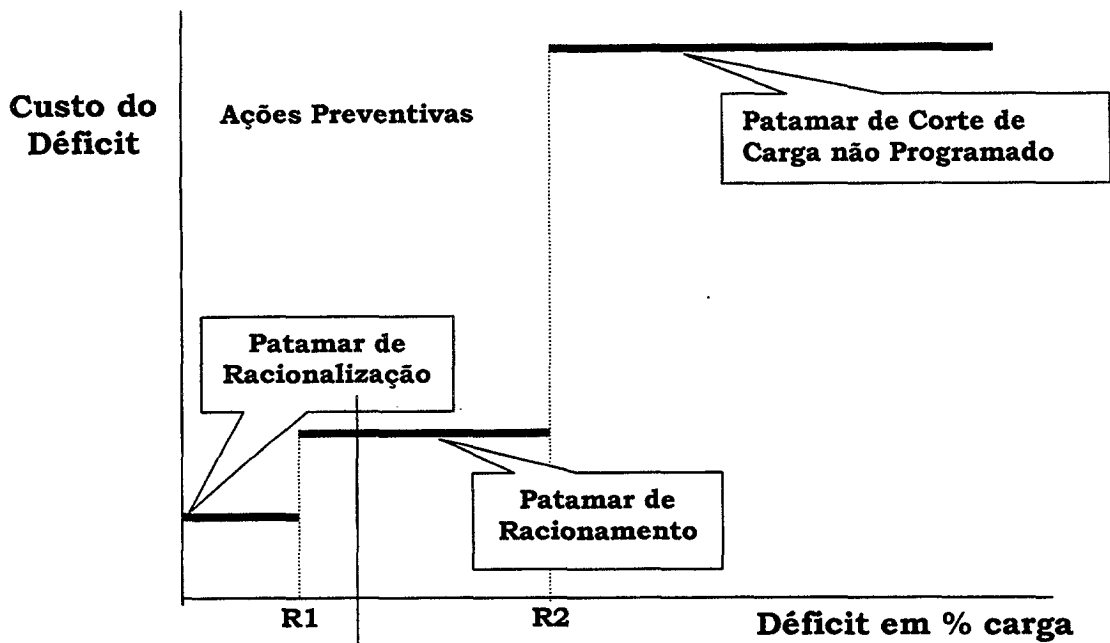 Custo do
Déficit
Ações Preventivas
Patamar de Corte de
Carga não Programado
Patamar de
Racionalização
Patamar de
Racionamento
R1
R2
Déficit em % carga